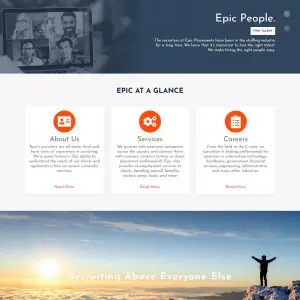 Epic People.
FIND TALENT
The recruiters at Epic Placements have been in the staffing industry
for a long time. We know that it's important to hire the right talent.
We make hiring the right people easy.
EPIC AT A GLANCE
About Us
Epic's recruiters are all heart and
have years of experience in recruiting.
We're great listeners. Our ability to
understand the needs of our clients and
applicants is how we assure successful
matches.
Read More
Services
We partner with awesome companies
across the country and connect them
with contract, contract-to-hire, or direct
placement professionals. Epic also
provides employment services to
clients, handling payroll, benefits,
workers comp, taxes, and more.
Read More
Careers
From the field to the C-suite, we
specialize in finding professionals for
positions in information technology,
healthcare, government, financial
services, engineering, administrative,
and many other industries.
Read More
Recruiting Above Everyone Else